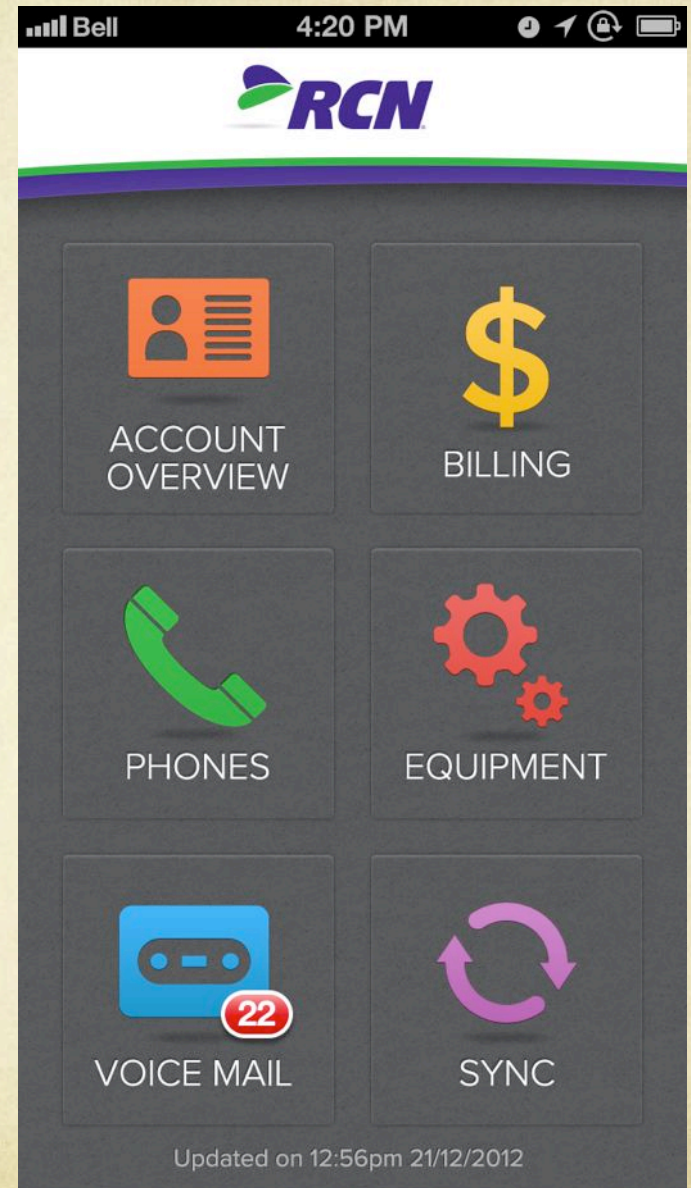 Bell 4:20 PM
RCN
ACCOUNT
OVERVIEW
BILLING
PHONES
EQUIPMENT
22
VOICE MAIL
SYNC
Updated on 12:56pm 21/12/2012